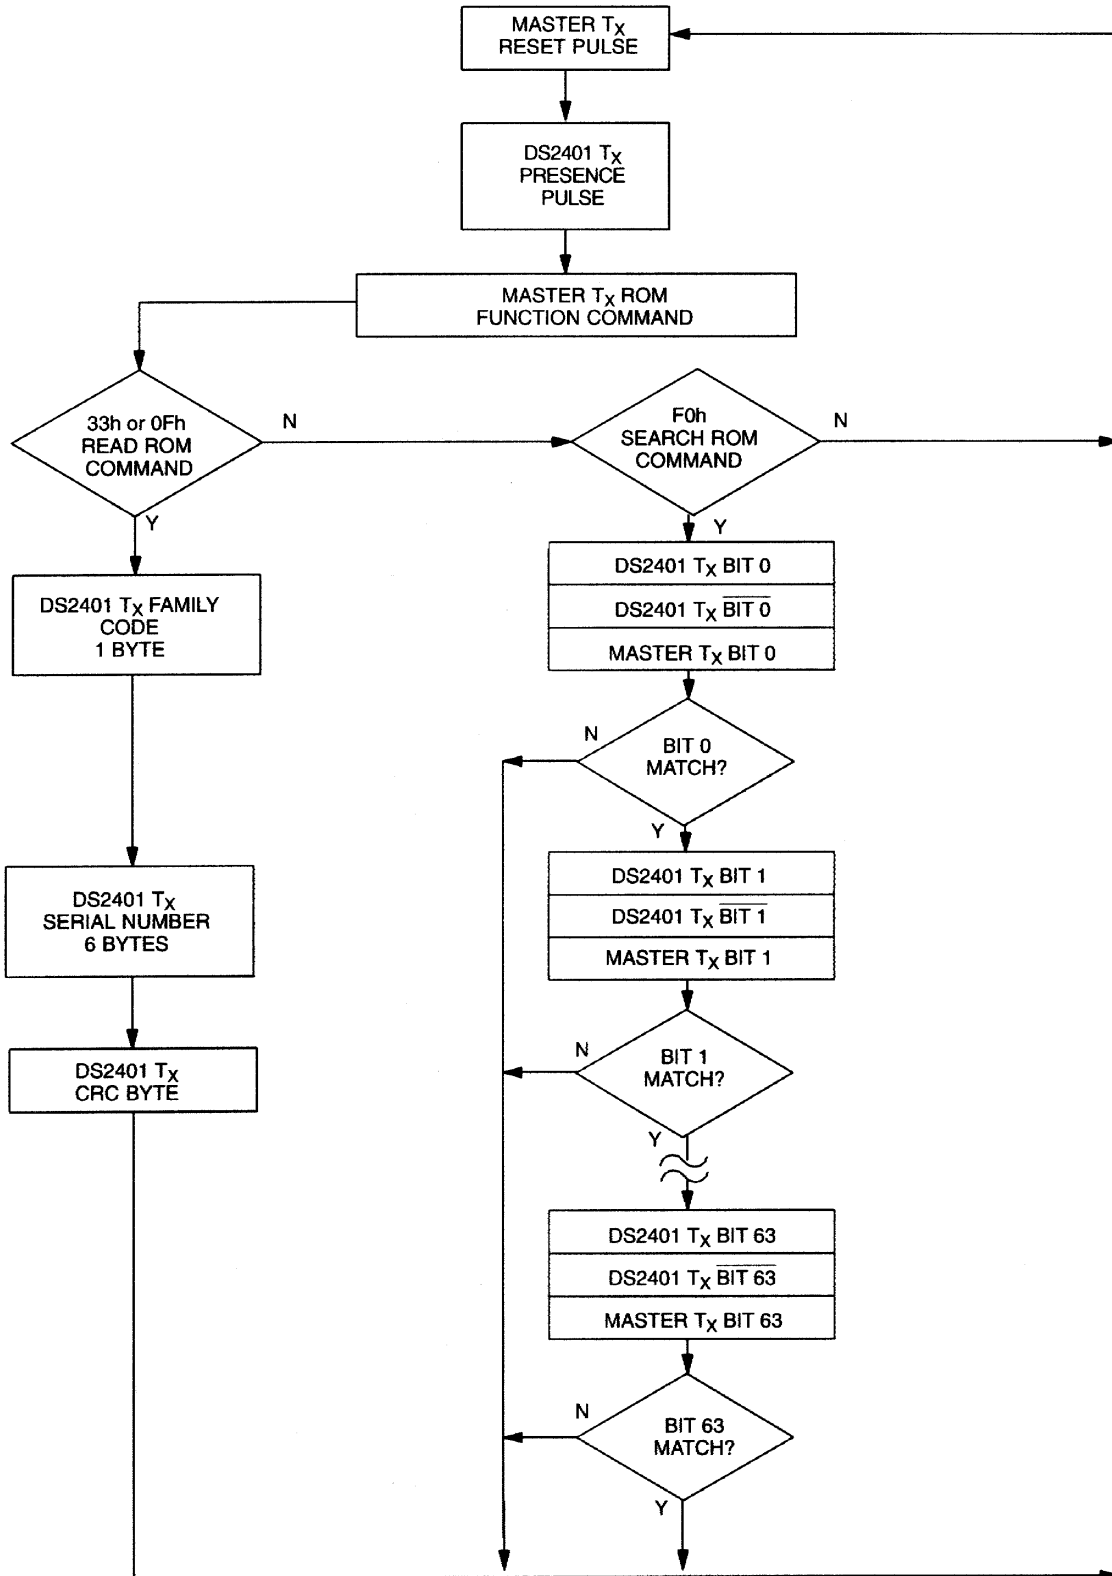 MASTER TX
RESET PULSE
DS2401 TX
PRESENCE
PULSE
MASTER TX ROM
FUNCTION COMMAND
33h or 0Fh
READ ROM
COMMAND
N
F0h
SEARCH ROM
COMMAND
N
Y
Y
DS2401 TX FAMILY
CODE
1 BYTE
DS2401 TX BIT 0
DS2401 TX BIT 0
MASTER TX BIT 0
N
BIT 0
MATCH?
Y
DS2401 TX
SERIAL NUMBER
6 BYTES
DS2401 TX BIT 1
DS2401 TX BIT 1
MASTER TX BIT 1
N
BIT 1
MATCH?
Y
DS2401 TX
CRC BYTE
DS2401 TX BIT 63
DS2401 TX BIT 63
MASTER TX BIT 63
N
BIT 63
MATCH?
Y